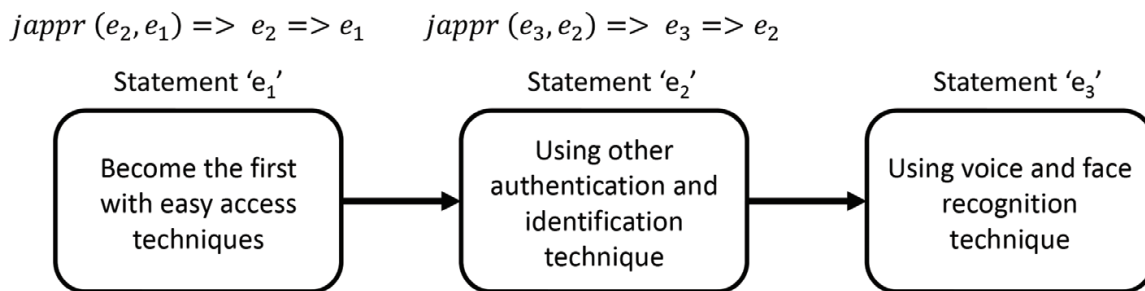 jappr (e₂, e₁) => e₂ => e₁
jappr (e₃, e₂) => e₃ => e₂
Statement ‘e₁’
Statement ‘e₂’
Statement ‘e₃’
Become the first
with easy access
techniques
Using other
authentication and
identification
technique
Using voice and face
recognition
technique